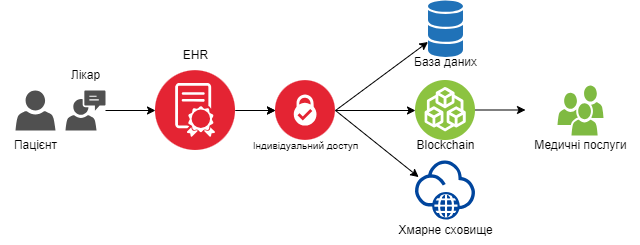 EHR
База даних
Лікар
Пацієнт
Індивідуальний доступ
Blockchain
Медичні послуги
Хмарне сховище